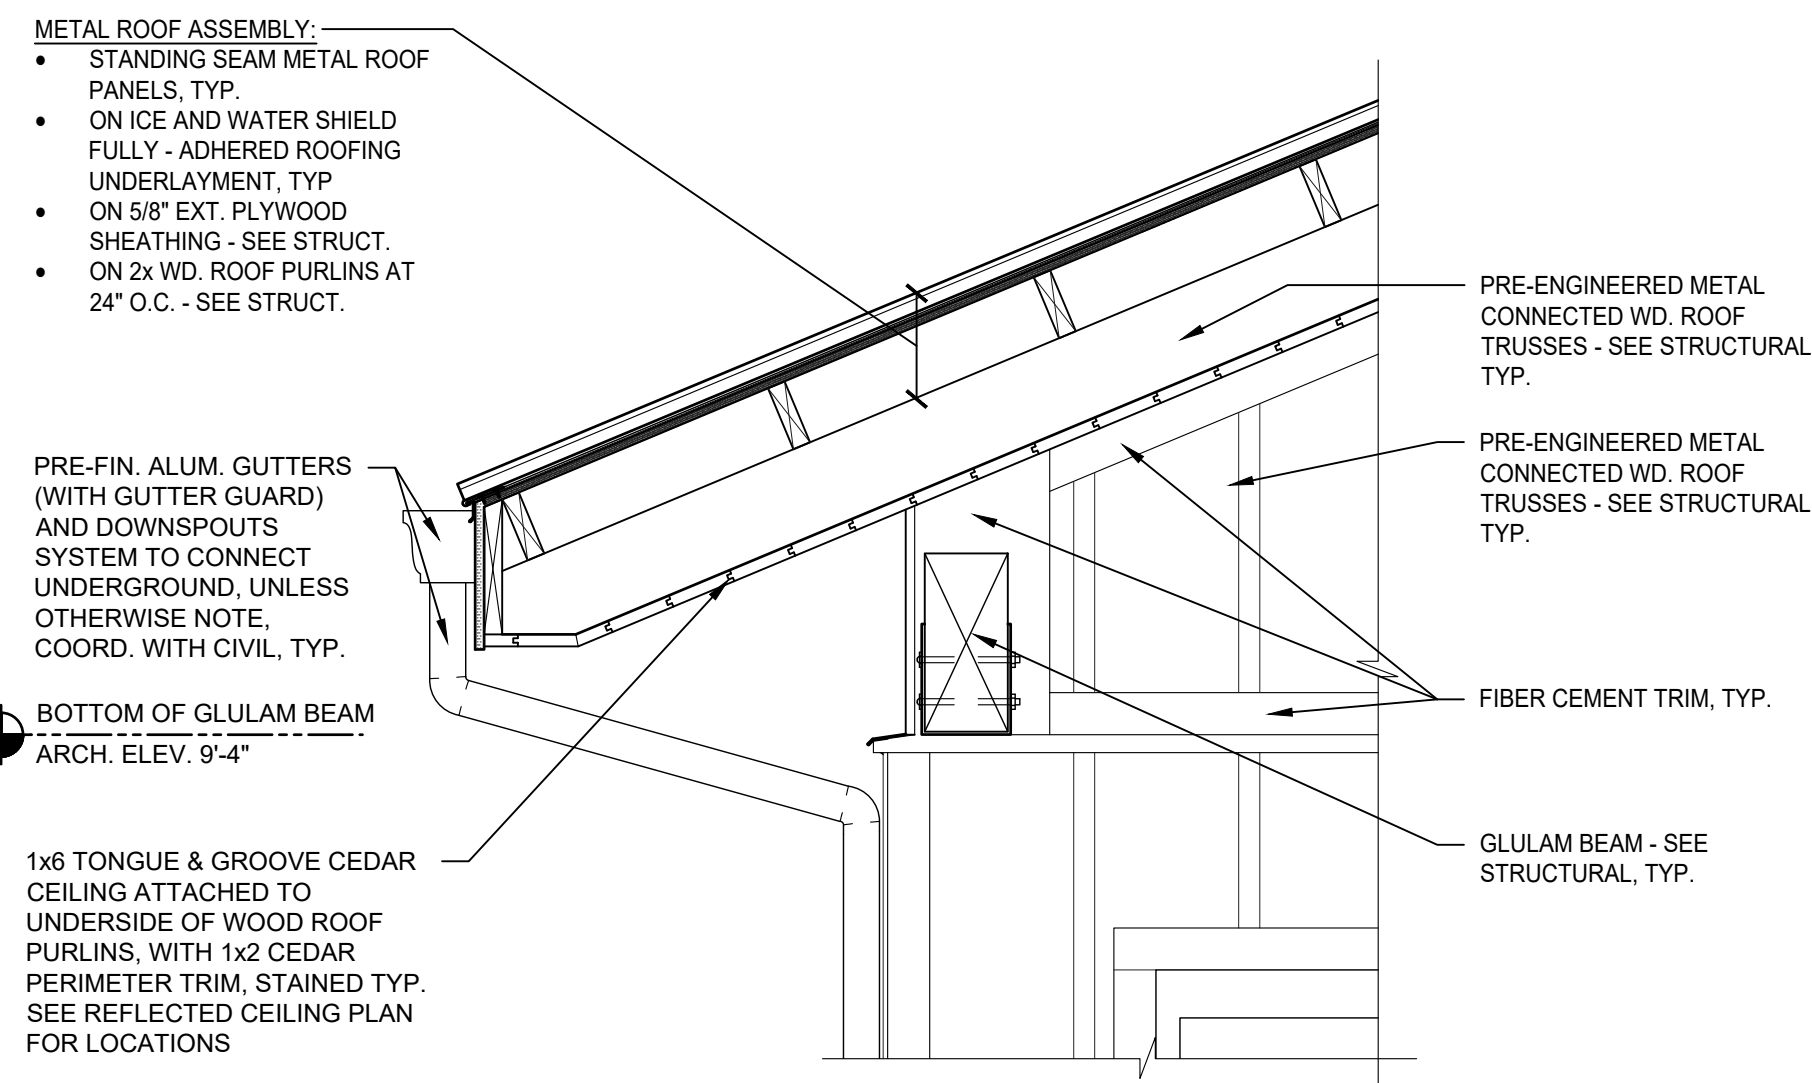 METAL ROOF ASSEMBLY:
• STANDING SEAM METAL ROOF
PANELS, TYP.
• ON ICE AND WATER SHIELD
FULLY - ADHERED ROOFING
UNDERLAYMENT, TYP
• ON 5/8" EXT. PLYWOOD
SHEATHING - SEE STRUCT.
• ON 2x WD. ROOF PURLINS AT
24" O.C. - SEE STRUCT.
PRE-FIN. ALUM. GUTTERS
(WITH GUTTER GUARD)
AND DOWNSPOUTS
SYSTEM TO CONNECT
UNDERGROUND, UNLESS
OTHERWISE NOTE,
COORD. WITH CIVIL, TYP.
BOTTOM OF GLULAM BEAM
ARCH. ELEV. 9'-4"
1x6 TONGUE & GROOVE CEDAR
CEILING ATTACHED TO
UNDERSIDE OF WOOD ROOF
PURLINS, WITH 1x2 CEDAR
PERIMETER TRIM, STAINED TYP.
SEE REFLECTED CEILING PLAN
FOR LOCATIONS
PRE-ENGINEERED METAL
CONNECTED WD. ROOF
TRUSSES - SEE STRUCTURAL
TYP.
PRE-ENGINEERED METAL
CONNECTED WD. ROOF
TRUSSES - SEE STRUCTURAL
TYP.
FIBER CEMENT TRIM, TYP.
GLULAM BEAM - SEE
STRUCTURAL, TYP.